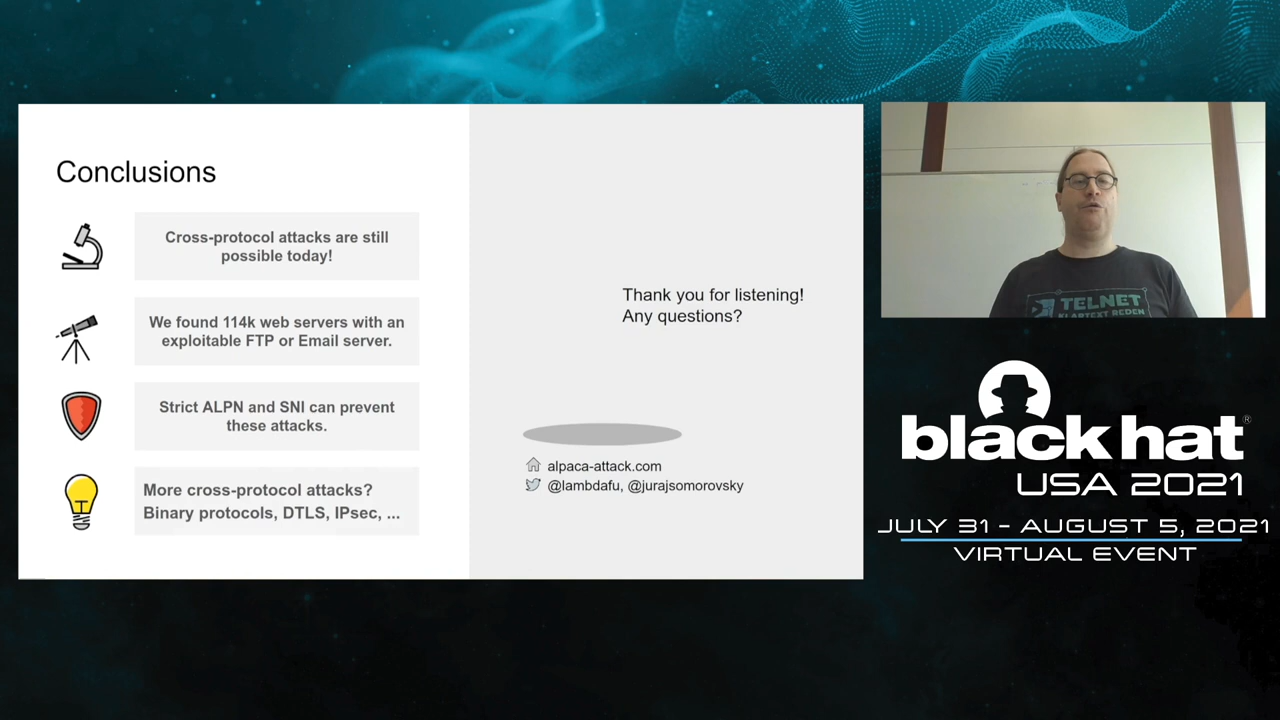 Conclusions
Cross-protocol attacks are still
possible today!
We found 114k web servers with an
exploitable FTP or Email server.
Strict ALPN and SNI can prevent
these attacks.
More cross-protocol attacks?
Binary protocols, DTLS, IPsec, ...
Thank you for listening!
Any questions?
alpaca-attack.com
@lambdafu, @jurajsomorovsky
TELNET
KLARTEXT REDEN
black hat®
USA 2021
JULY 31 - AUGUST 5, 2021
VIRTUAL EVENT